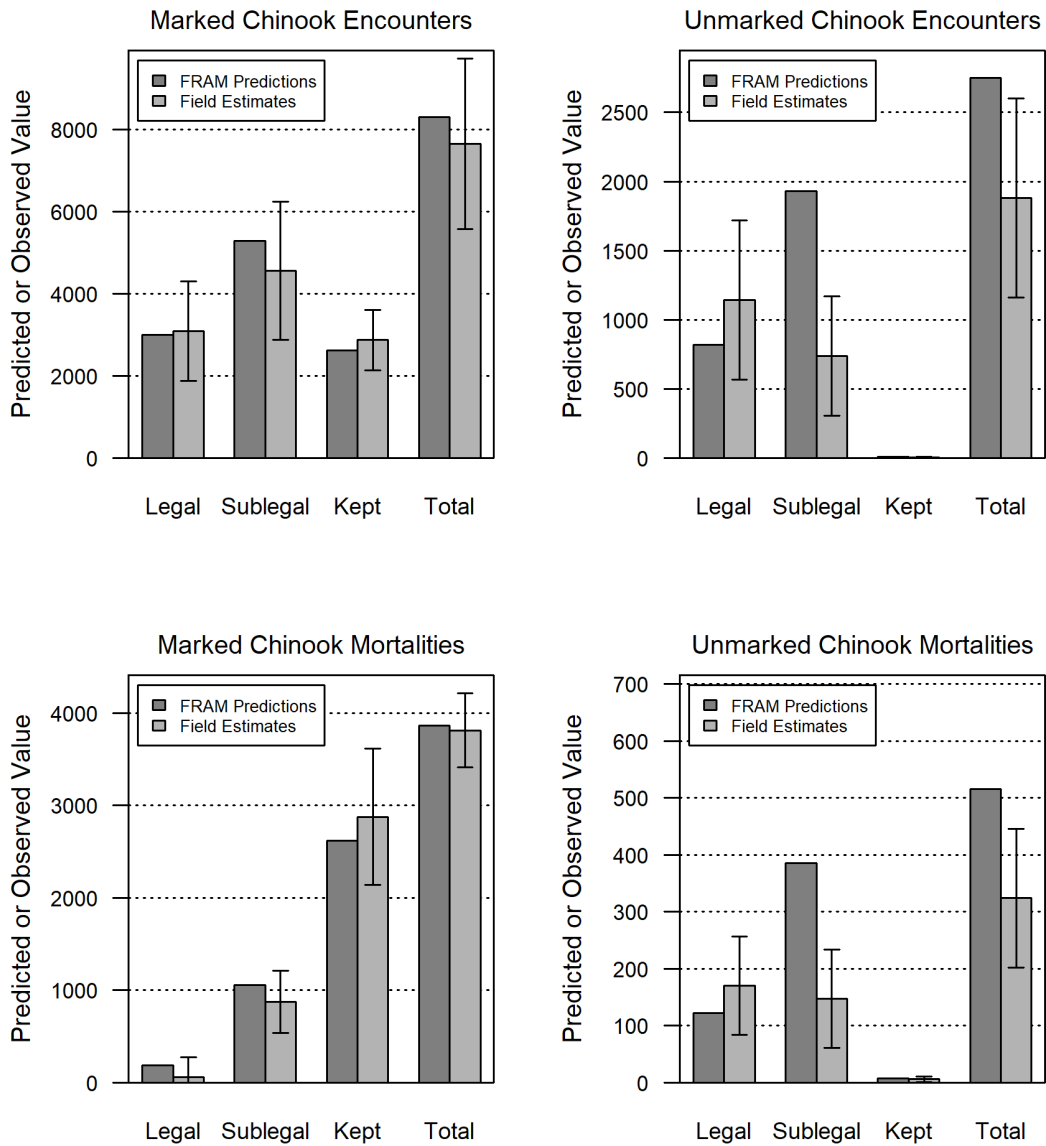 Marked Chinook Encounters
Predicted or Observed Value
FRAM Predictions
Field Estimates
8000
6000
4000
2000
0
Legal Sublegal Kept Total
Unmarked Chinook Encounters
Predicted or Observed Value
FRAM Predictions
Field Estimates
2500
2000
1500
1000
500
0
Legal Sublegal Kept Total
Marked Chinook Mortalities
Predicted or Observed Value
FRAM Predictions
Field Estimates
4000
3000
2000
1000
0
Legal Sublegal Kept Total
Unmarked Chinook Mortalities
Predicted or Observed Value
700
FRAM Predictions
Field Estimates
600
500
400
300
200
100
0
Legal Sublegal Kept Total